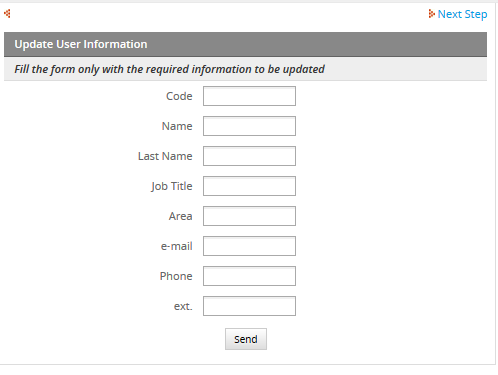 Next Step
Update User Information
Fill the form only with the required information to be updated
Code
Name
Last Name
Job Title
Area
e-mail
Phone
ext.
Send